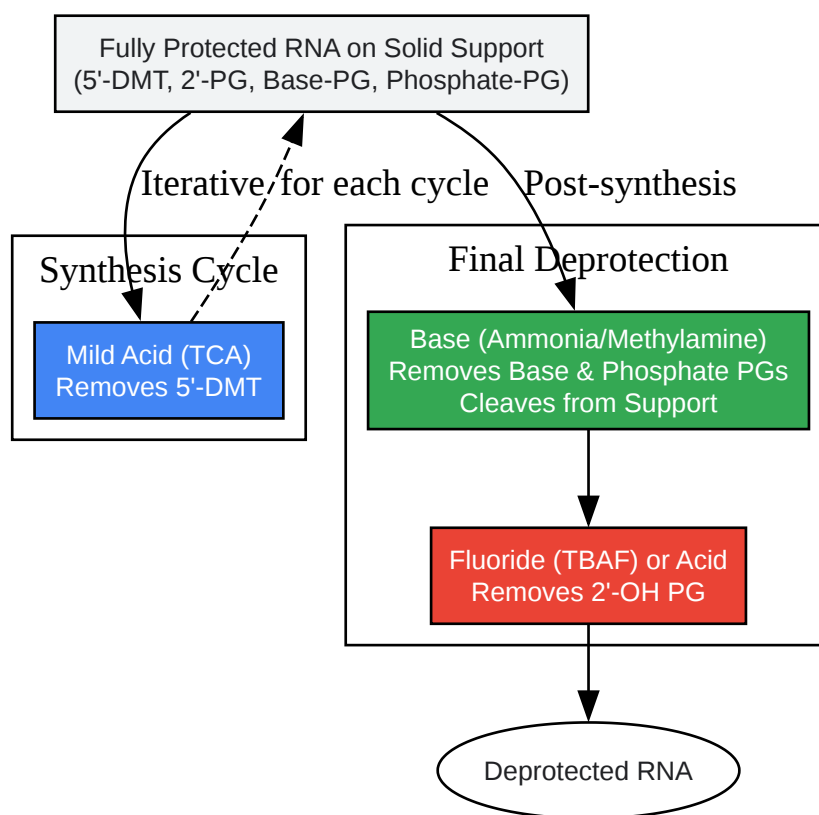 Fully Protected RNA on Solid Support
(5'-DMT, 2'-PG, Base-PG, Phosphate-PG)
Iterative for each cycle
Post-synthesis
Synthesis Cycle
Mild Acid (TCA)
Removes 5'-DMT
Final Deprotection
Base (Ammonia/Methylamine)
Removes Base & Phosphate PGs
Cleaves from Support
Fluoride (TBAF) or Acid
Removes 2'-OH PG
Deprotected RNA